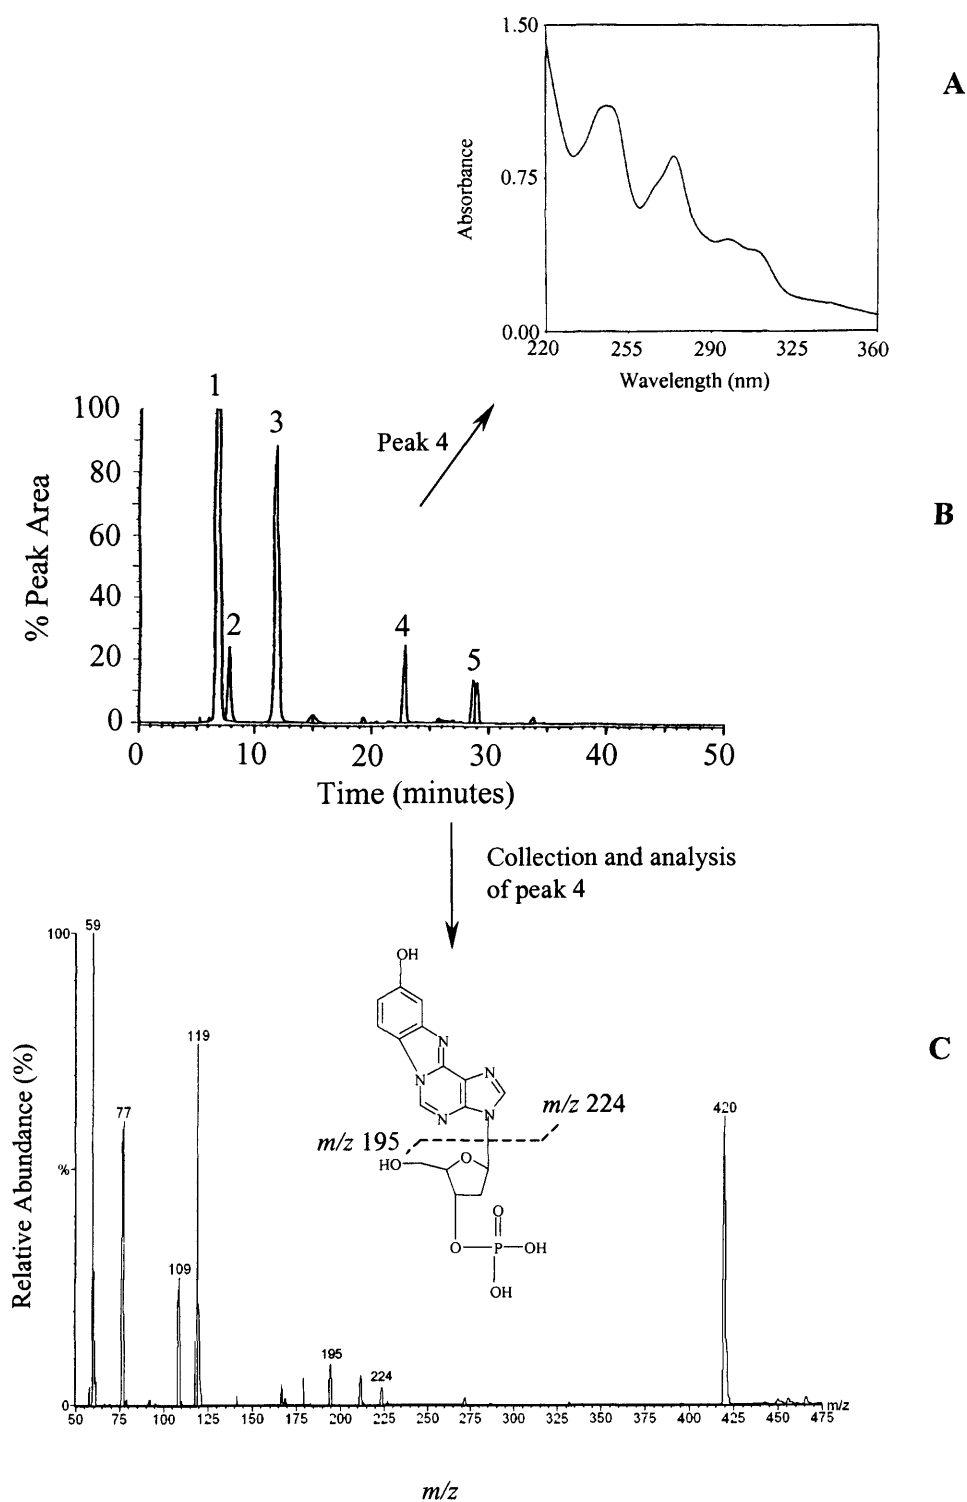 1.50
A
Absorbance
0.75
0.00
220 255 290 325 360
Wavelength (nm)
1
100
3
Peak 4
80
% Peak Area
B
60
40
2
4
20
5
0
0 10 20 30 40 50
Time (minutes)
Collection and analysis
of peak 4
59
100
OH
119
C
Relative Abundance (%)
N
N
N
77
m/z 224
420
N
N
m/z 195
HO
O
%
O
O P OH
109
OH
195
224
0
50 75 100 125 150 175 200 225 250 275 300 325 350 375 400 425 450 475 m/z
m/z